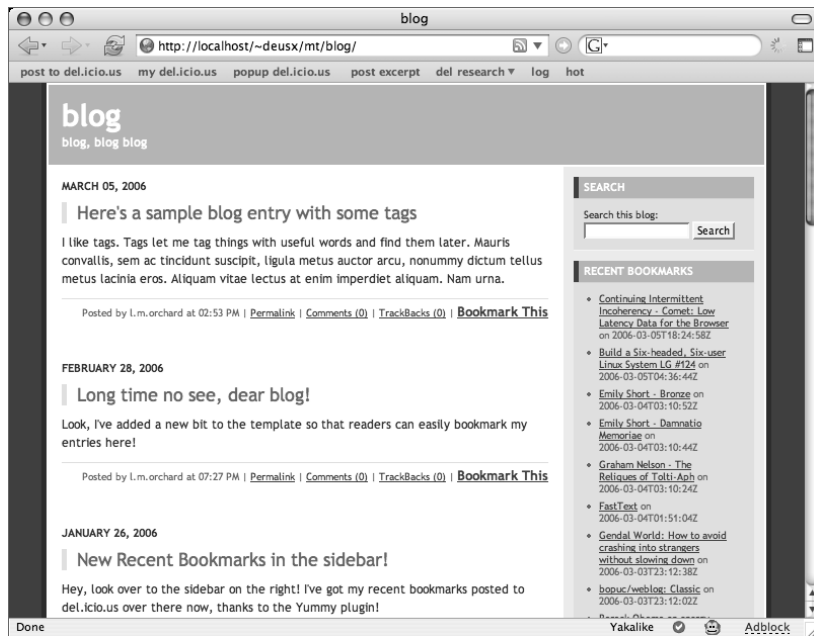 blog
http://localhost/~deusx/mt/blog/
G
post to del.icio.us my del.icio.us popup del.icio.us post excerpt del research log hot
blog
blog, blog blog
MARCH 05, 2006
Here's a sample blog entry with some tags
I like tags. Tags let me tag things with useful words and find them later. Mauris
convallis, sem ac tincidunt suscipit, ligula metus auctor arcu, nonummy dictum tellus
metus lacinia eros. Aliquam vitae lectus at enim imperdiet aliquam. Nam urna.
Posted by l.m.orchard at 02:53 PM | Permalink | Comments (0) | TrackBacks (0) | Bookmark This
FEBRUARY 28, 2006
Long time no see, dear blog!
Look, I've added a new bit to the template so that readers can easily bookmark my
entries here!
Posted by l.m.orchard at 07:27 PM | Permalink | Comments (0) | TrackBacks (0) | Bookmark This
JANUARY 26, 2006
New Recent Bookmarks in the sidebar!
Hey, look over to the sidebar on the right! I've got my recent bookmarks posted to
del.icio.us over there now, thanks to the Yummy plugin!
SEARCH
Search this blog:
Search
RECENT BOOKMARKS
Continuing Intermittent
Incoherency - Comet: Low
Latency Data for the Browser
on 2006-03-05T18:24:58Z
Build a Six-headed, Six-user
Linux System LG #124 on
2006-03-05T04:36:44Z
Emily Short - Bronze on
2006-03-04T03:10:52Z
Emily Short - Damnatio
Memoriae on
2006-03-04T03:10:44Z
Graham Nelson - The
Reliques of Tolti-Aph on
2006-03-04T03:10:24Z
FastText on
2006-03-04T01:51:04Z
Gendal World: How to avoid
crashing into strangers
without slowing down on
2006-03-03T23:12:38Z
bopuc/weblog: Classic on
2006-03-03T23:12:02Z
Done
Yakalike Adblock